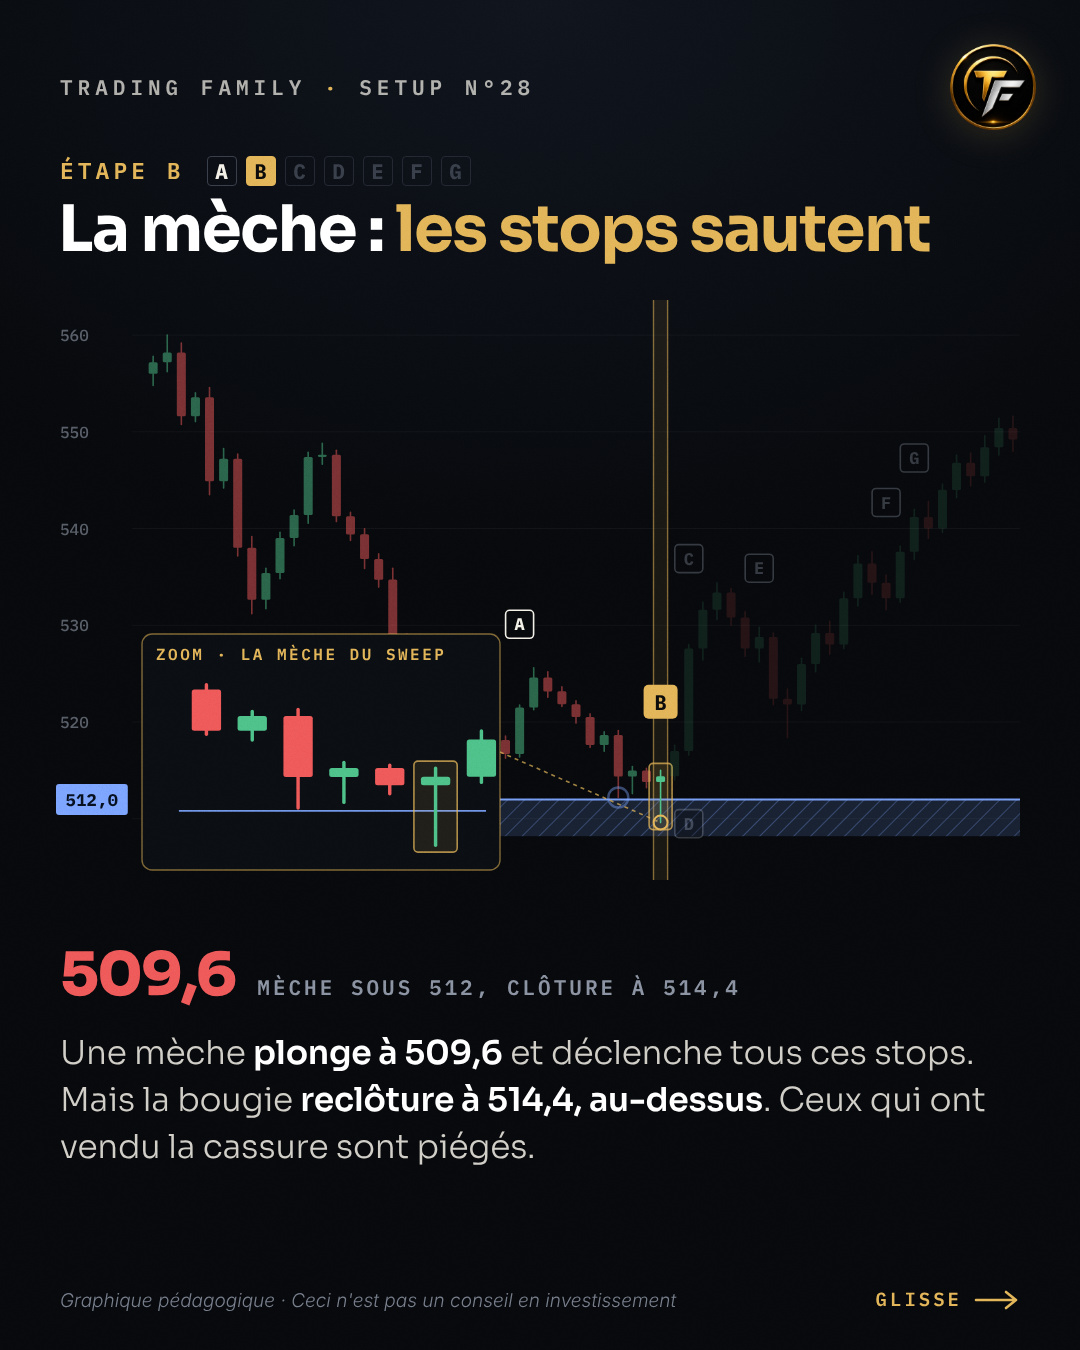 TRADING FAMILY · SETUP N°28
TF
ÉTAPE B A B C D E F G
La mèche : les stops sautent
560
550
540
530
520
512,0
G
F
C
E
A
B
D
ZOOM · LA MÈCHE DU SWEEP
509,6 MÈCHE SOUS 512, CLÔTURE À 514,4
Une mèche plonge à 509,6 et déclenche tous ces stops.
Mais la bougie reclôture à 514,4, au-dessus. Ceux qui ont
vendu la cassure sont piégés.
Graphique pédagogique · Ceci n'est pas un conseil en investissement
GLISSE →